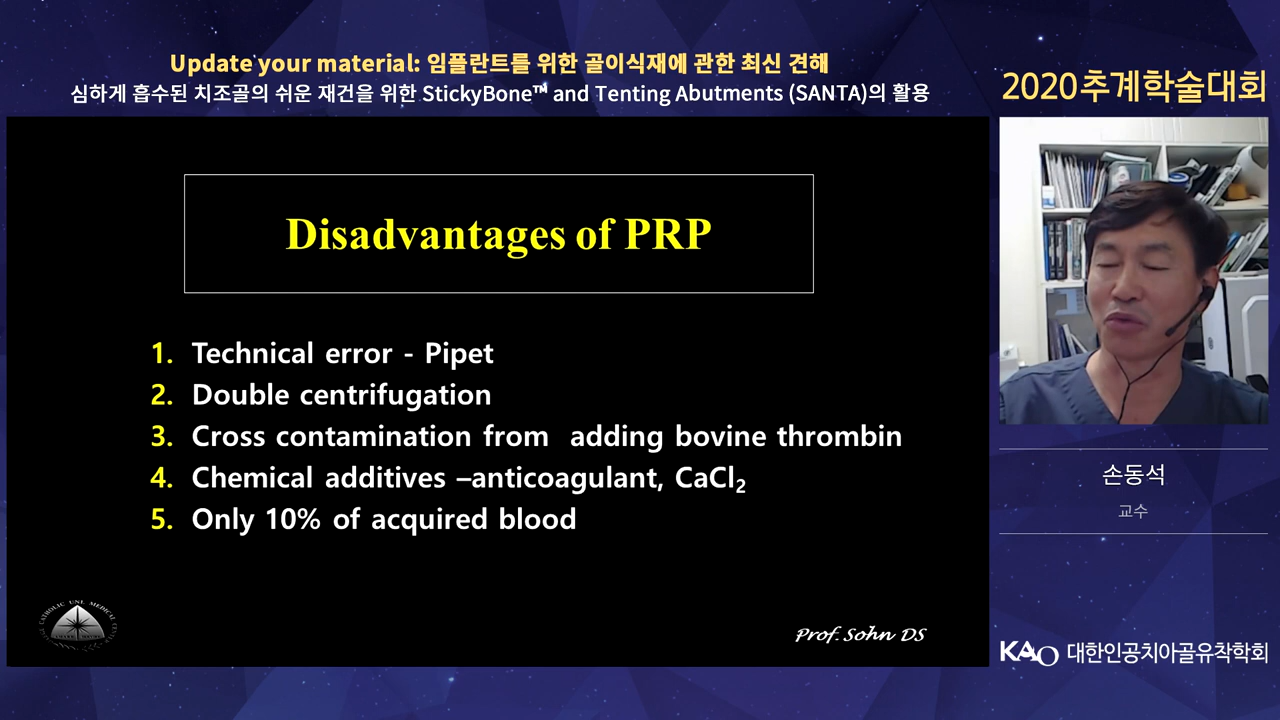 Update your material: 임플란트를 위한 골이식재에 관한 최신 견해
심하게 흡수된 치조골의 쉬운 재건을 위한 StickyBone™ and Tenting Abutments (SANTA)의 활용
2020추계학술대회
Disadvantages of PRP
1. Technical error - Pipet
2. Double centrifugation
3. Cross contamination from adding bovine thrombin
4. Chemical additives –anticoagulant, CaCl₂
5. Only 10% of acquired blood
Prof. Sohn DS
손동석
교수
KAO 대한인공치아골유착학회